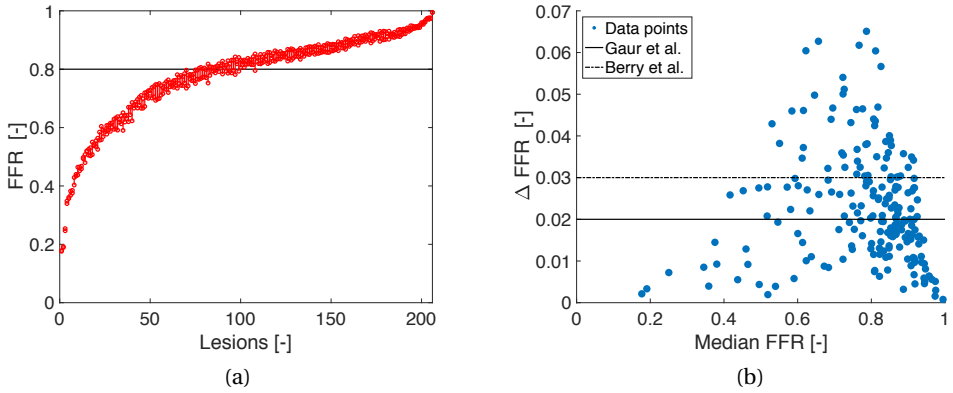 1
0.8
0.6
0.4
0.2
0
FFR [-]
0
50
100
150
200
Lesions [-]
(a)
0.07
0.06
0.05
0.04
0.03
0.02
0.01
0
Δ FFR [-]
Data points
Gaur et al.
Berry et al.
0
0.2
0.4
0.6
0.8
1
Median FFR [-]
(b)